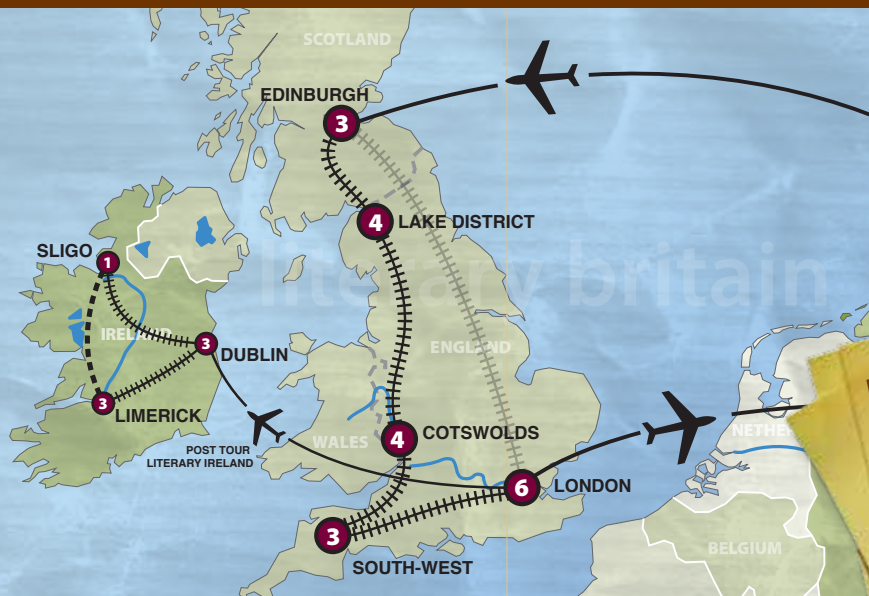 SCOTLAND
EDINBURGH
3
4
LAKE DISTRICT
SLIGO
1
literary britain
IRELAND
3
DUBLIN
ENGLAND
3
LIMERICK
4
COTSWOLDS
WALES
POST TOUR
LITERARY IRELAND
6
LONDON
3
SOUTH-WEST
BELGIUM